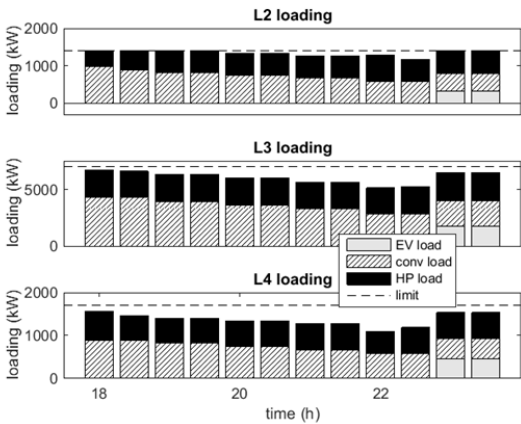 L2 loading
2000
1000
0
loading (kW)
L3 loading
5000
0
loading (kW)
EV load
conv load
HP load
limit
L4 loading
2000
1000
0
loading (kW)
18
20
22
time (h)